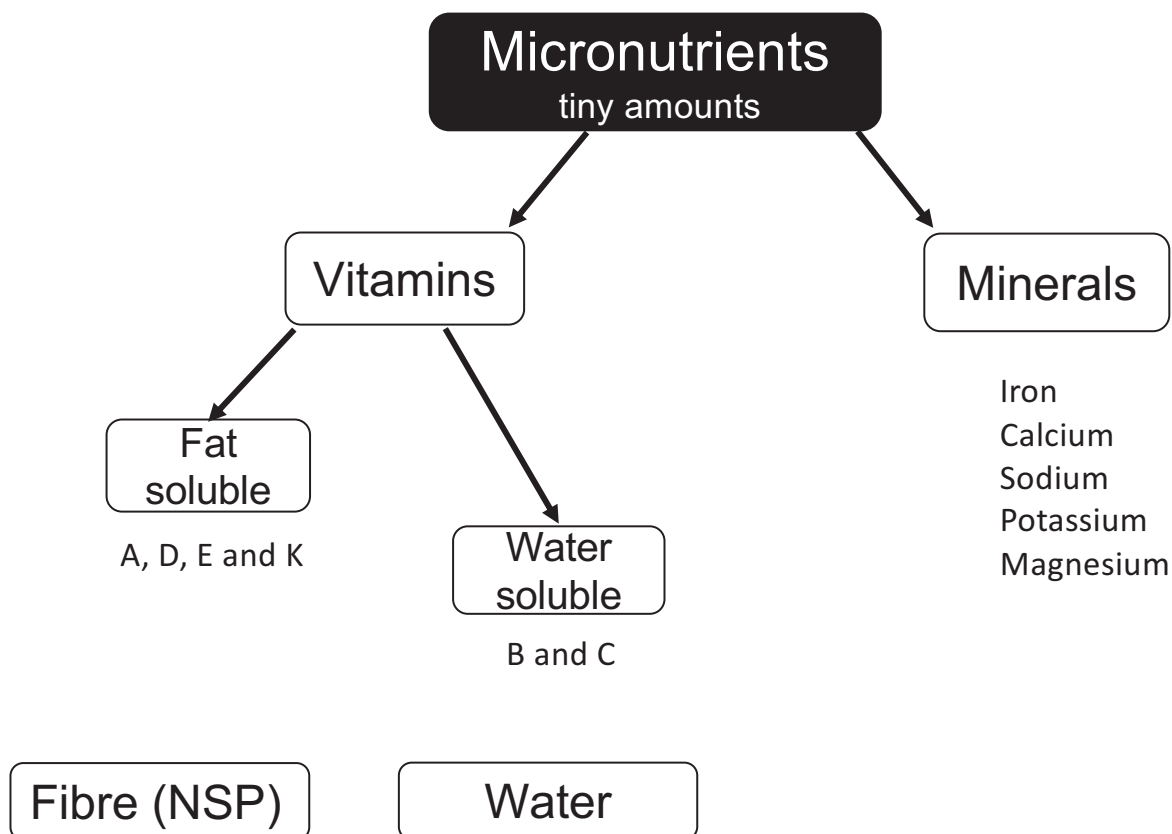 Micronutrients
tiny amounts
Vitamins
Minerals
Fat
soluble
A, D, E and K
Water
soluble
B and C
Iron
Calcium
Sodium
Potassium
Magnesium
Fibre (NSP)
Water